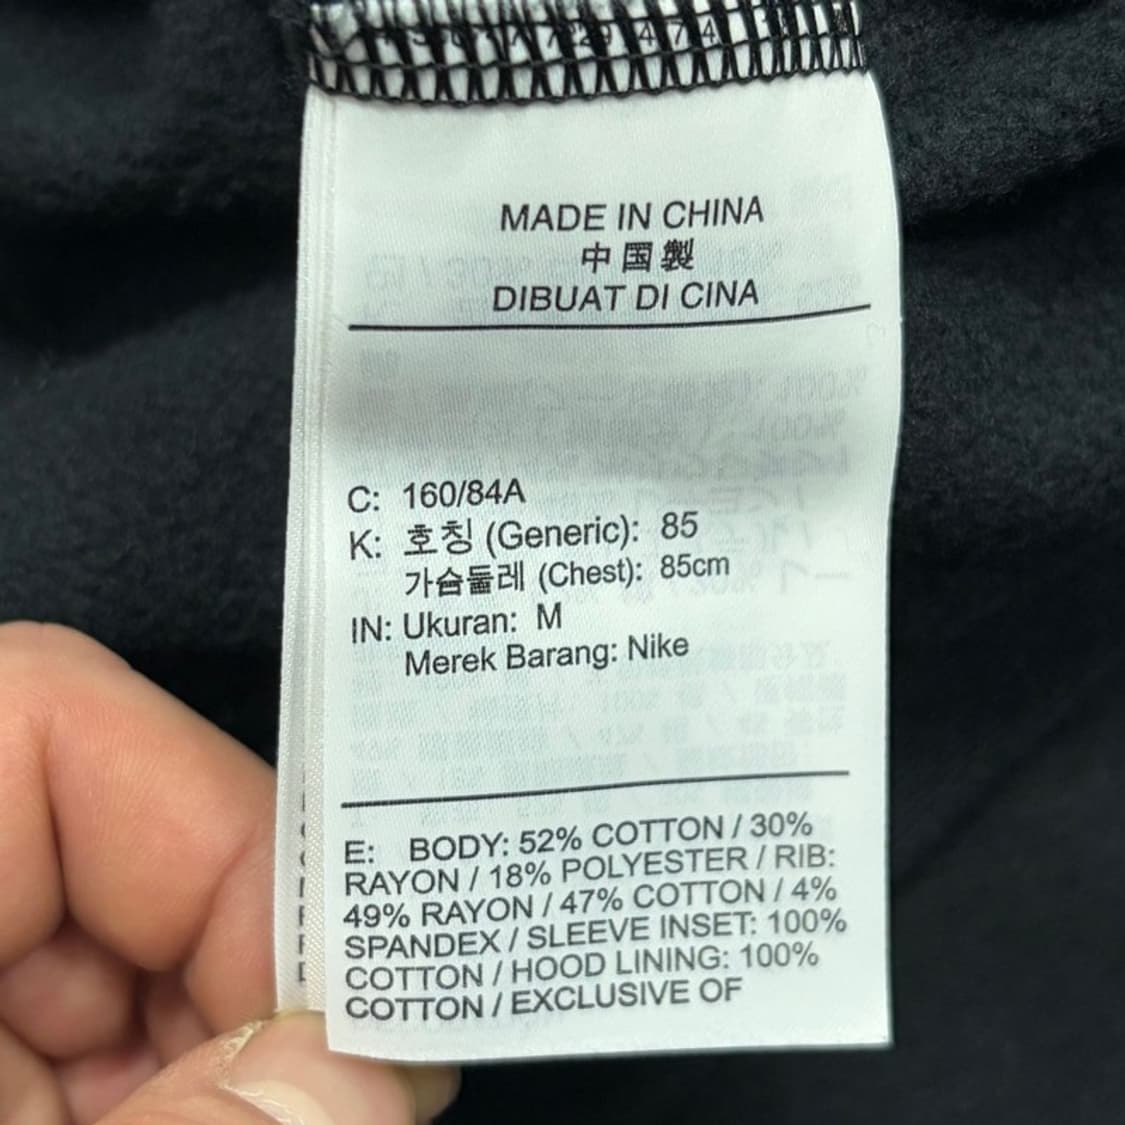 MADE IN CHINA
中国製
DIBUAT DI CINA
C: 160/84A
K: 호칭 (Generic): 85
가슴둘레 (Chest): 85cm
IN: Ukuran: M
Merek Barang: Nike
E: BODY: 52% COTTON / 30%
RAYON / 18% POLYESTER / RIB:
49% RAYON / 47% COTTON / 4%
SPANDEX / SLEEVE INSET: 100%
COTTON / HOOD LINING: 100%
COTTON / EXCLUSIVE OF